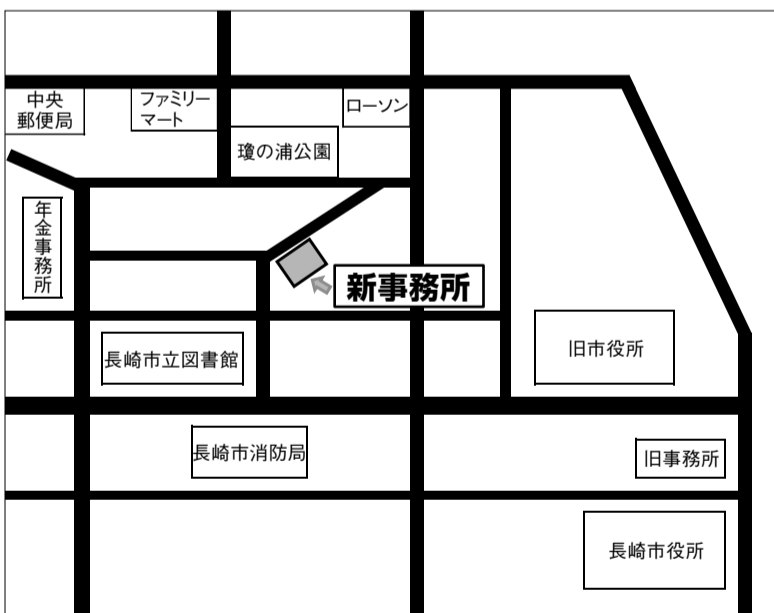 中央
郵便局
ファミリー
マート
ローソン
瓊の浦公園
年金事務所
新事務所
長崎市立図書館
旧市役所
長崎市消防局
旧事務所
長崎市役所